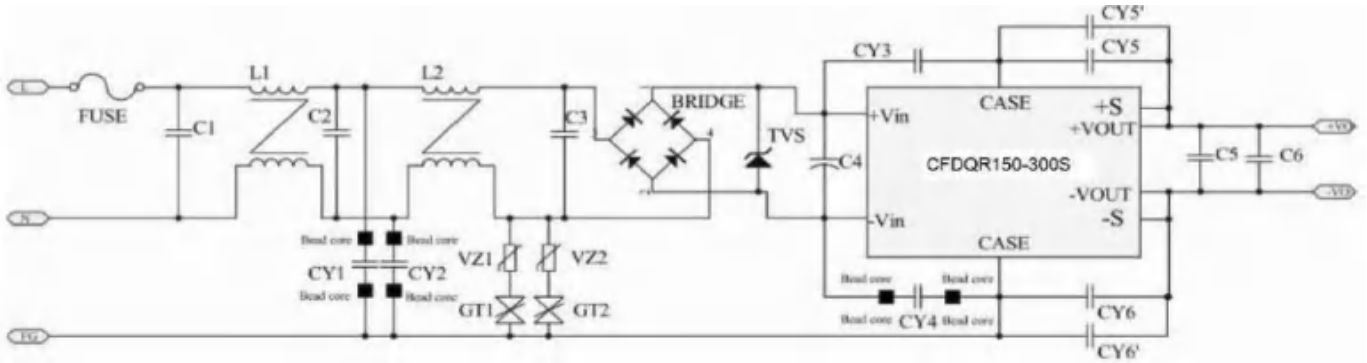 CY5'
CY3
CY5
L1
L2
FUSE
C1
C2
C3
BRIDGE
4
TVS
C4
CASE
+Vin
+S
+VOUT
CFDQR150-300S
C5
C6
-VOUT
-Vin
-S
CASE
N
Bead core
Bead core
CY1
CY2
Bead core
Bead core
VZ1
VZ2
GT1
GT2
Bead core
Bead core
Bead core
CY4
Bead core
CY6
CY6'